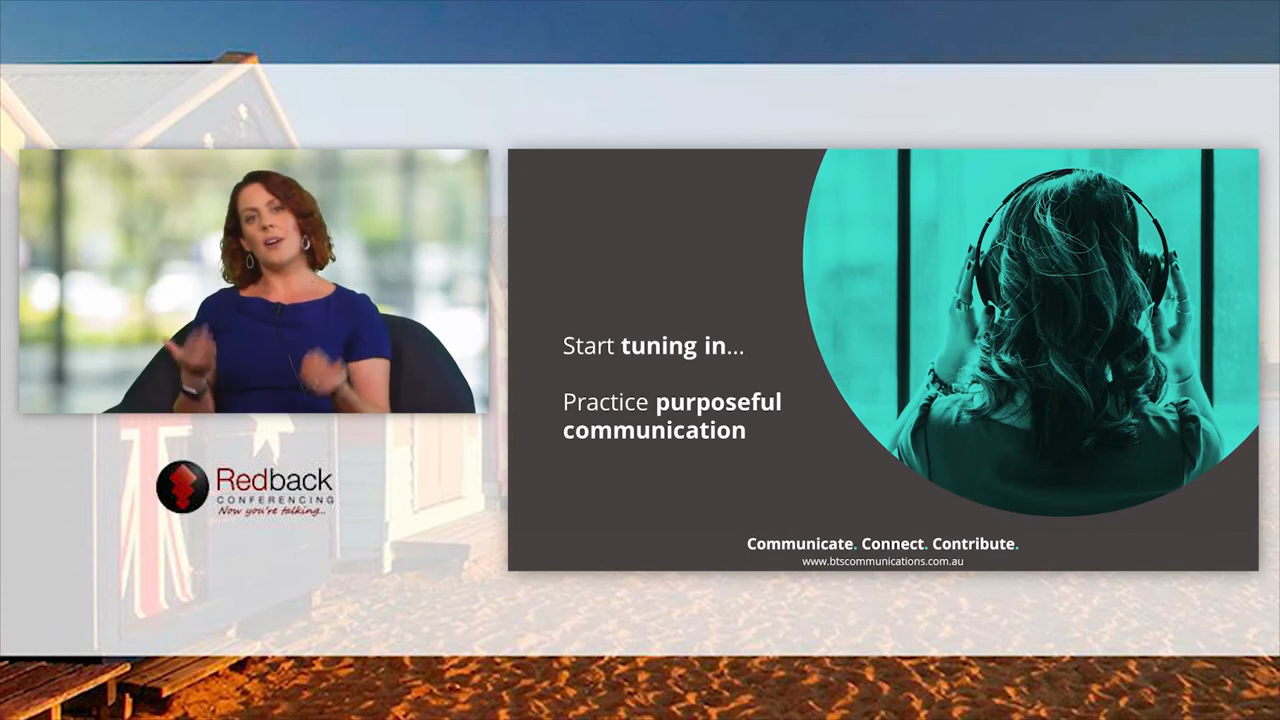 Redback
CONFERENCING
Now you're talking...
Start tuning in...
Practice purposeful
communication
Communicate. Connect. Contribute.
www.btscommunications.com.au